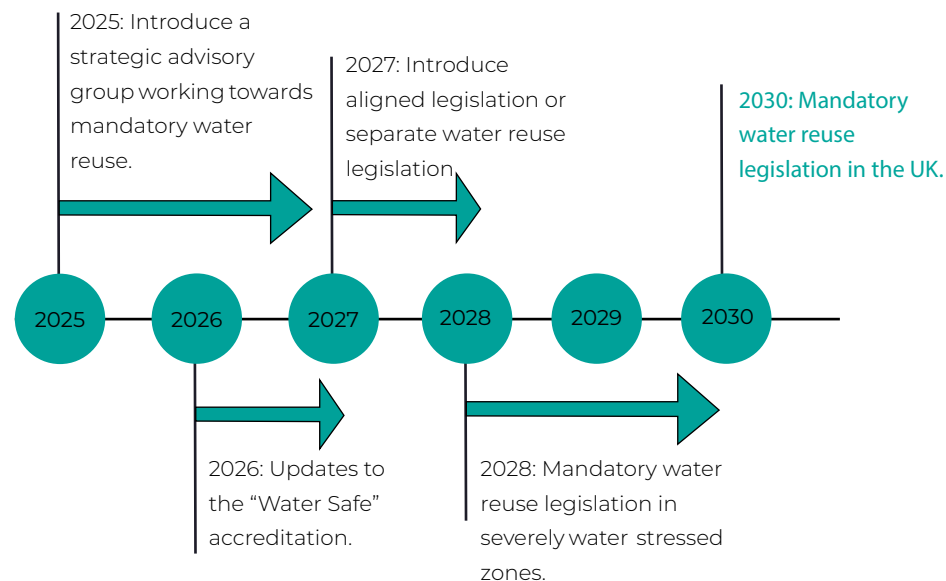 2025: Introduce a
strategic advisory
group working towards
mandatory water
reuse.
2027: Introduce
aligned legislation or
separate water reuse
legislation.
2030: Mandatory
water reuse
legislation in the UK.
2025
2026
2027
2028
2029
2030
2026: Updates to
the “Water Safe”
accreditation.
2028: Mandatory water
reuse legislation in
severely water stressed
zones.